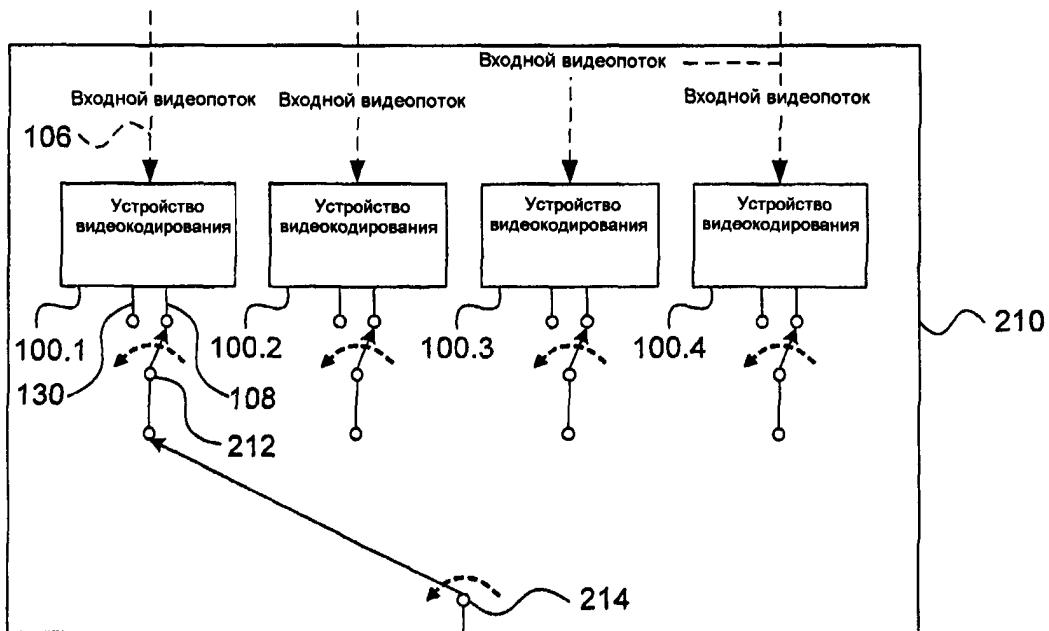 Входной видеопоток
Входной видеопоток
Входной видеопоток
Входной видеопоток
106
Устройство
видеокодирования
Устройство
видеокодирования
Устройство
видеокодирования
Устройство
видеокодирования
100.1
130
108
212
100.2
100.3
100.4
210
214